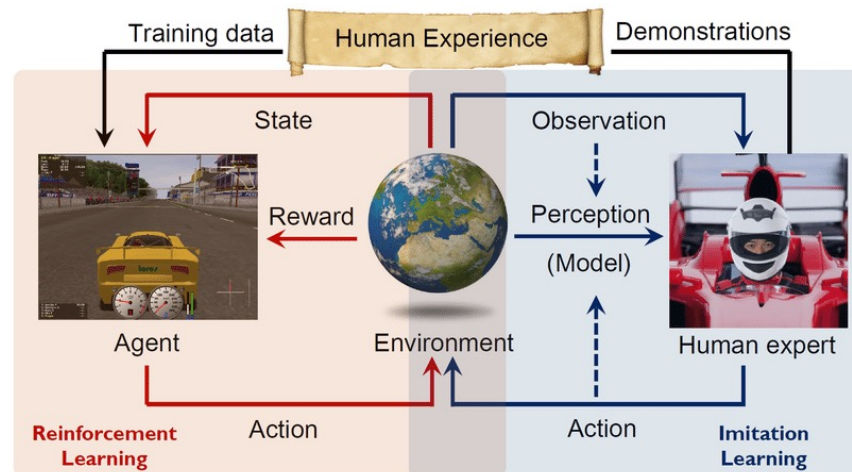 Training data
Human Experience
Demonstrations
State
Observation
Reward
Perception
(Model)
torcs
Agent
Environment
Human expert
Action
Action
Reinforcement
Learning
Imitation
Learning